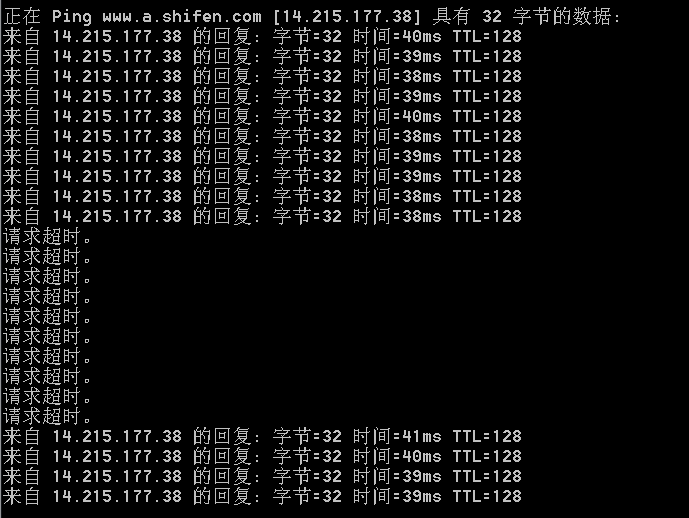 正在 Ping www.a.shifen.com [14.215.177.38] 具有 32 字节的数据:
来自 14.215.177.38 的回复: 字节=32 时间=40ms TTL=128
来自 14.215.177.38 的回复: 字节=32 时间=39ms TTL=128
来自 14.215.177.38 的回复: 字节=32 时间=38ms TTL=128
来自 14.215.177.38 的回复: 字节=32 时间=39ms TTL=128
来自 14.215.177.38 的回复: 字节=32 时间=40ms TTL=128
来自 14.215.177.38 的回复: 字节=32 时间=38ms TTL=128
来自 14.215.177.38 的回复: 字节=32 时间=39ms TTL=128
来自 14.215.177.38 的回复: 字节=32 时间=39ms TTL=128
来自 14.215.177.38 的回复: 字节=32 时间=38ms TTL=128
来自 14.215.177.38 的回复: 字节=32 时间=38ms TTL=128
请求超时。
请求超时。
请求超时。
请求超时。
请求超时。
请求超时。
请求超时。
请求超时。
请求超时。
请求超时。
来自 14.215.177.38 的回复: 字节=32 时间=41ms TTL=128
来自 14.215.177.38 的回复: 字节=32 时间=40ms TTL=128
来自 14.215.177.38 的回复: 字节=32 时间=39ms TTL=128
来自 14.215.177.38 的回复: 字节=32 时间=39ms TTL=128